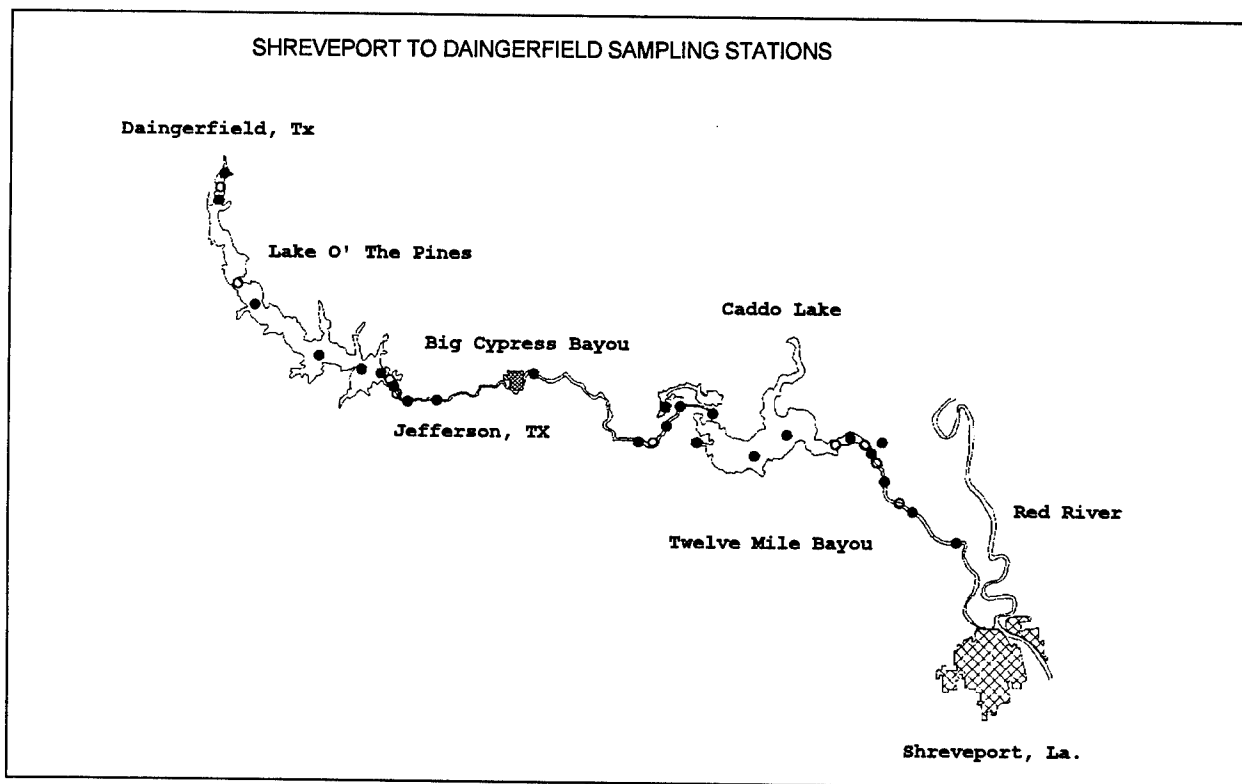 SHREVEPORT TO DAINGERFIELD SAMPLING STATIONS
Daingerfield, Tx
Lake O' The Pines
Caddo Lake
Big Cypress Bayou
Jefferson, TX
Red River
Twelve Mile Bayou
Shreveport, La.